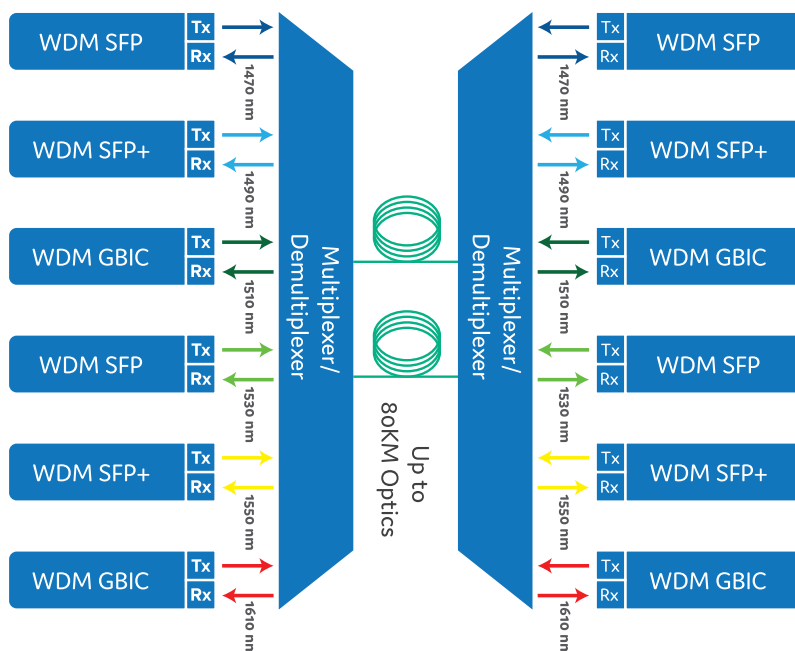 WDM SFP
Tx
Rx
1470 nm
WDM SFP+
Tx
Rx
1490 nm
WDM GBIC
Tx
Rx
1510 nm
WDM SFP
Tx
Rx
1530 nm
WDM SFP+
Tx
Rx
1550 nm
WDM GBIC
Tx
Rx
1610 nm
Multiplexer/
Demultiplexer
Up to
80KM Optics
Multiplexer/
Demultiplexer
Tx
Rx
WDM SFP
1470 nm
Tx
Rx
WDM SFP+
1490 nm
Tx
Rx
WDM GBIC
1510 nm
Tx
Rx
WDM SFP
1530 nm
Tx
Rx
WDM SFP+
1550 nm
Tx
Rx
WDM GBIC
1610 nm